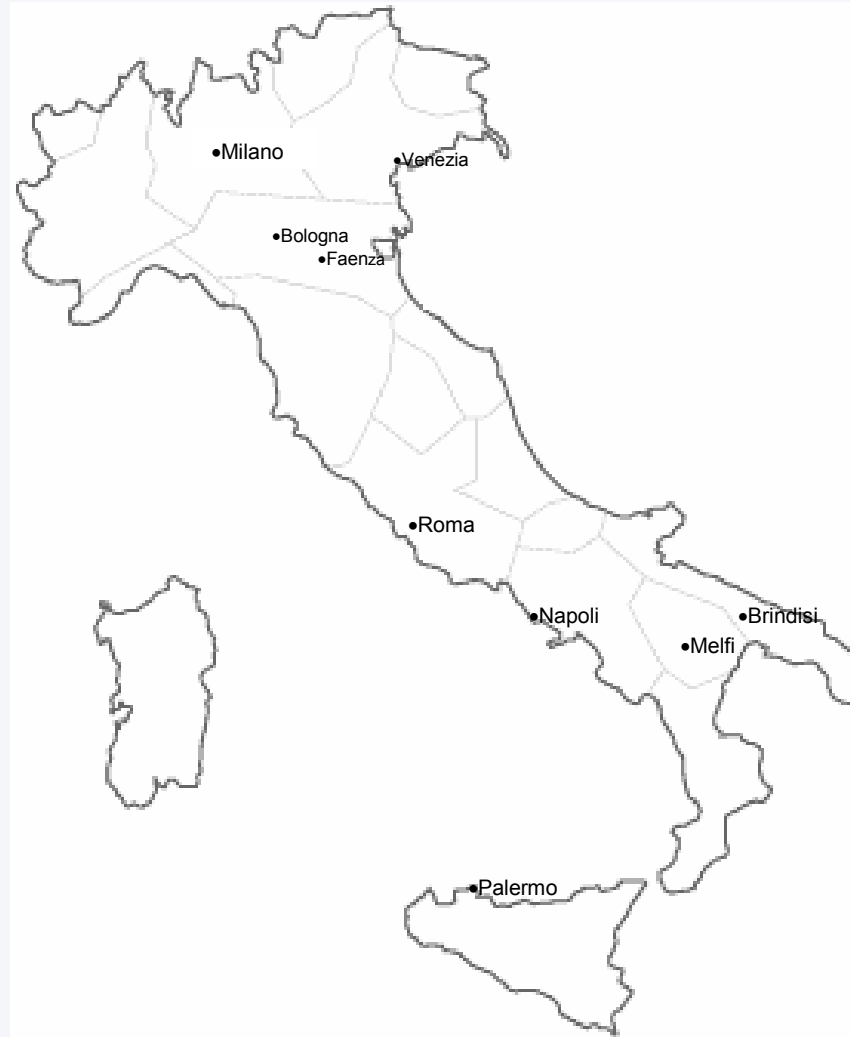 •Milano
•Venezia
•Bologna
•Faenza
•Roma
•Napoli
•Brindisi
•Melfi
•Palermo